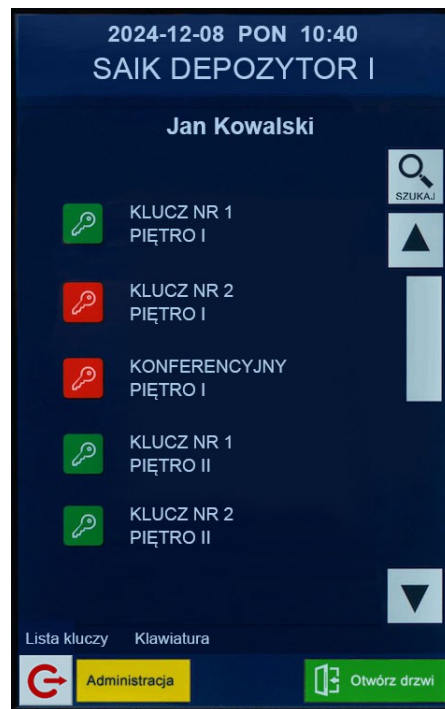 2024-12-08 PON 10:40
SAIK DEPOZYTOR I
Jan Kowalski
SZUKAJ
KLUCZ NR 1
PIĘTRO I
KLUCZ NR 2
PIĘTRO I
KONFERENCYJNY
PIĘTRO I
KLUCZ NR 1
PIĘTRO II
KLUCZ NR 2
PIĘTRO II
Lista kluczy Klawiatura
Administracja Otwórz drzwi